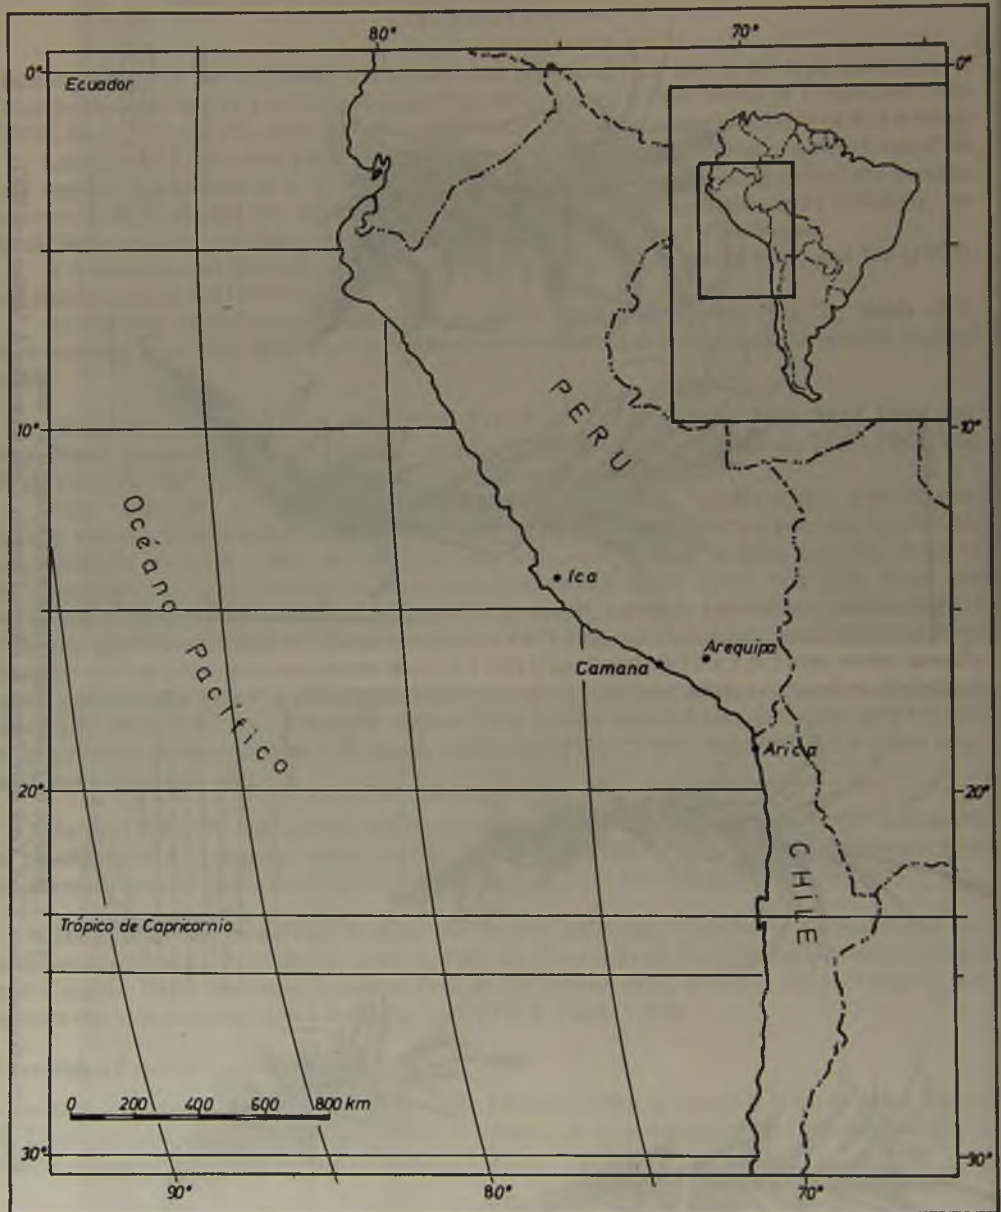 80° 70°
0° 0°
Ecuador
PERU
10° 10°
Océano
Pacífico
Ica
Arequipa
Camana
Arica
20° 20°
CHILE
Trópico de Capricornio
0 200 400 600 800 km
30° 30°
90° 80° 70°